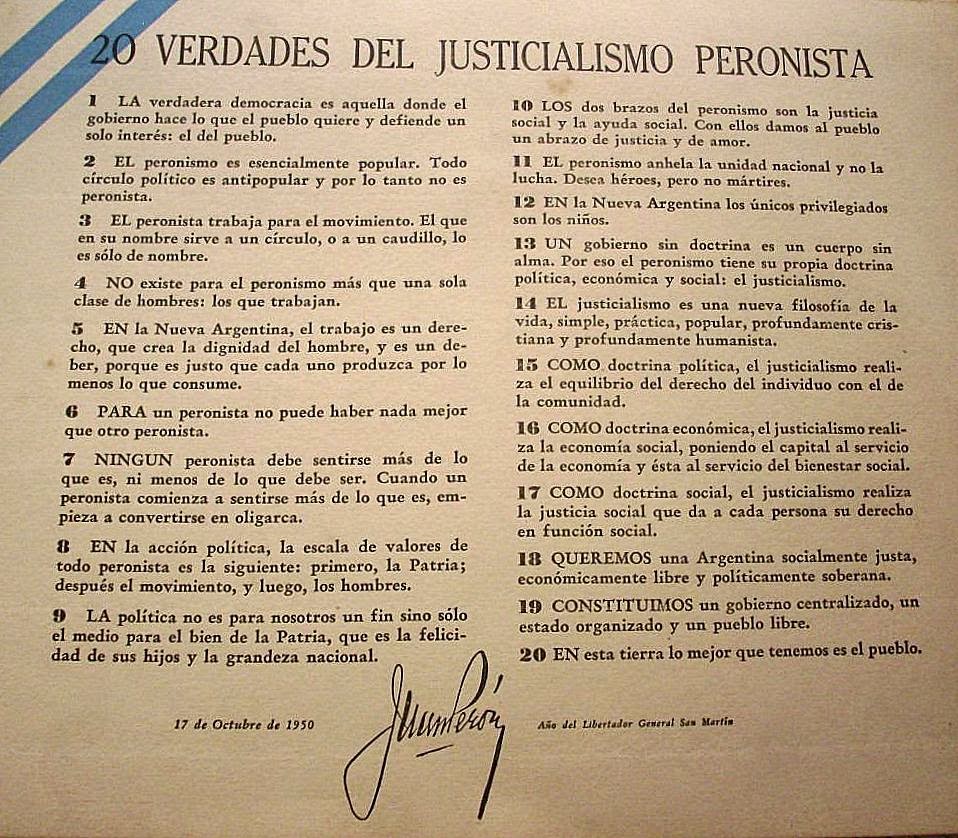 20 VERDADES DEL JUSTICIALISMO PERONISTA
1 LA verdadera democracia es aquella donde el
gobierno hace lo que el pueblo quiere y defiende un
solo interés: el del pueblo.
2 EL peronismo es esencialmente popular. Todo
círculo político es antipopular y por lo tanto no es
peronista.
3 EL peronista trabaja para el movimiento. El que
en su nombre sirve a un círculo, o a un caudillo, lo
es sólo de nombre.
4 NO existe para el peronismo más que una sola
clase de hombres: los que trabajan.
5 EN la Nueva Argentina, el trabajo es un dere-
cho, que crea la dignidad del hombre, y es un de-
ber, porque es justo que cada uno produzca por lo
menos lo que consume.
6 PARA un peronista no puede haber nada mejor
que otro peronista.
7 NINGUN peronista debe sentirse más de lo
que es, ni menos de lo que debe ser. Cuando un
peronista comienza a sentirse más de lo que es, em-
pieza a convertirse en oligarca.
8 EN la acción política, la escala de valores de
todo peronista es la siguiente: primero, la Patria;
después el movimiento, y luego, los hombres.
9 LA política no es para nosotros un fin sino sólo
el medio para el bien de la Patria, que es la felici-
dad de sus hijos y la grandeza nacional.
10 LOS dos brazos del peronismo son la justicia
social y la ayuda social. Con ellos damos al pueblo
un abrazo de justicia y de amor.
11 EL peronismo anhela la unidad nacional y no la
lucha. Desea héroes, pero no mártires.
12 EN la Nueva Argentina los únicos privilegiados
son los niños.
13 UN gobierno sin doctrina es un cuerpo sin
alma. Por eso el peronismo tiene su propia doctrina
política, económica y social: el justicialismo.
14 EL justicialismo es una nueva filosofía de la
vida, simple, práctica, popular, profundamente cris-
tiana y profundamente humanista.
15 COMO doctrina política, el justicialismo reali-
za el equilibrio del derecho del individuo con el de
la comunidad.
16 COMO doctrina económica, el justicialismo reali-
za la economía social, poniendo el capital al servicio
de la economía y ésta al servicio del bienestar social.
17 COMO doctrina social, el justicialismo realiza
la justicia social que da a cada persona su derecho
en función social.
18 QUEREMOS una Argentina socialmente justa,
económicamente libre y políticamente soberana.
19 CONSTITUIMOS un gobierno centralizado, un
estado organizado y un pueblo libre.
20 EN esta tierra lo mejor que tenemos es el pueblo.
17 de Octubre de 1950
Juan Perón
Año del Libertador General San Martín